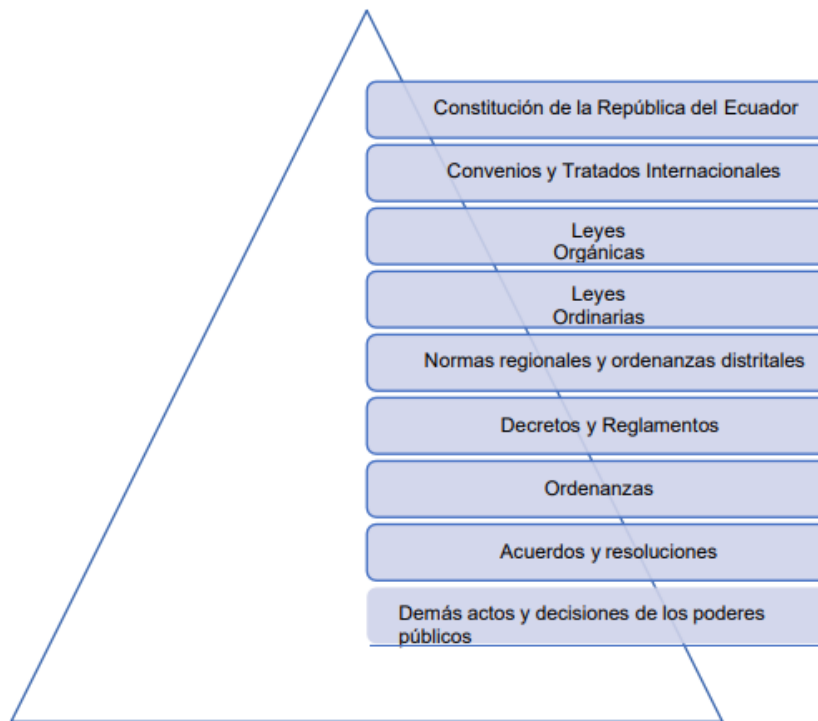 Constitución de la República del Ecuador
Convenios y Tratados Internacionales
Leyes
Orgánicas
Leyes
Ordinarias
Normas regionales y ordenanzas distritales
Decretos y Reglamentos
Ordenanzas
Acuerdos y resoluciones
Demás actos y decisiones de los poderes
públicos